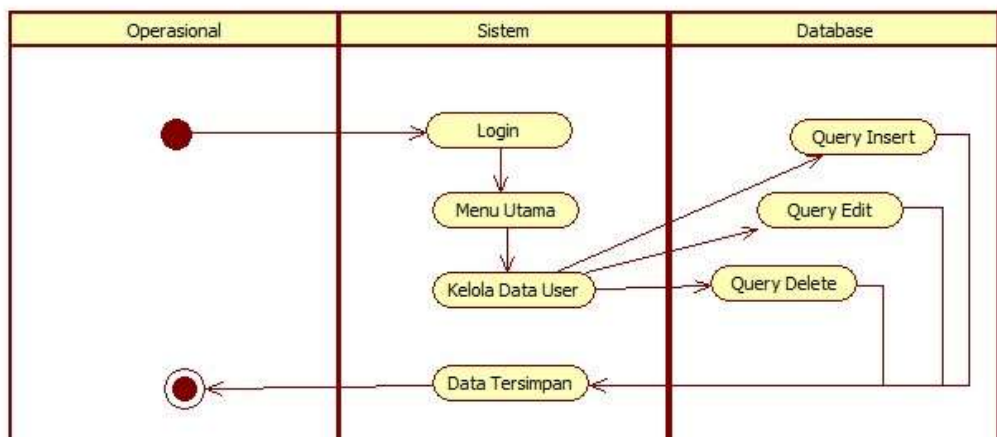 Operasional
Sistem
Database
Login
Query Insert
Menu Utama
Query Edit
Kelola Data User
Query Delete
Data Tersimpan